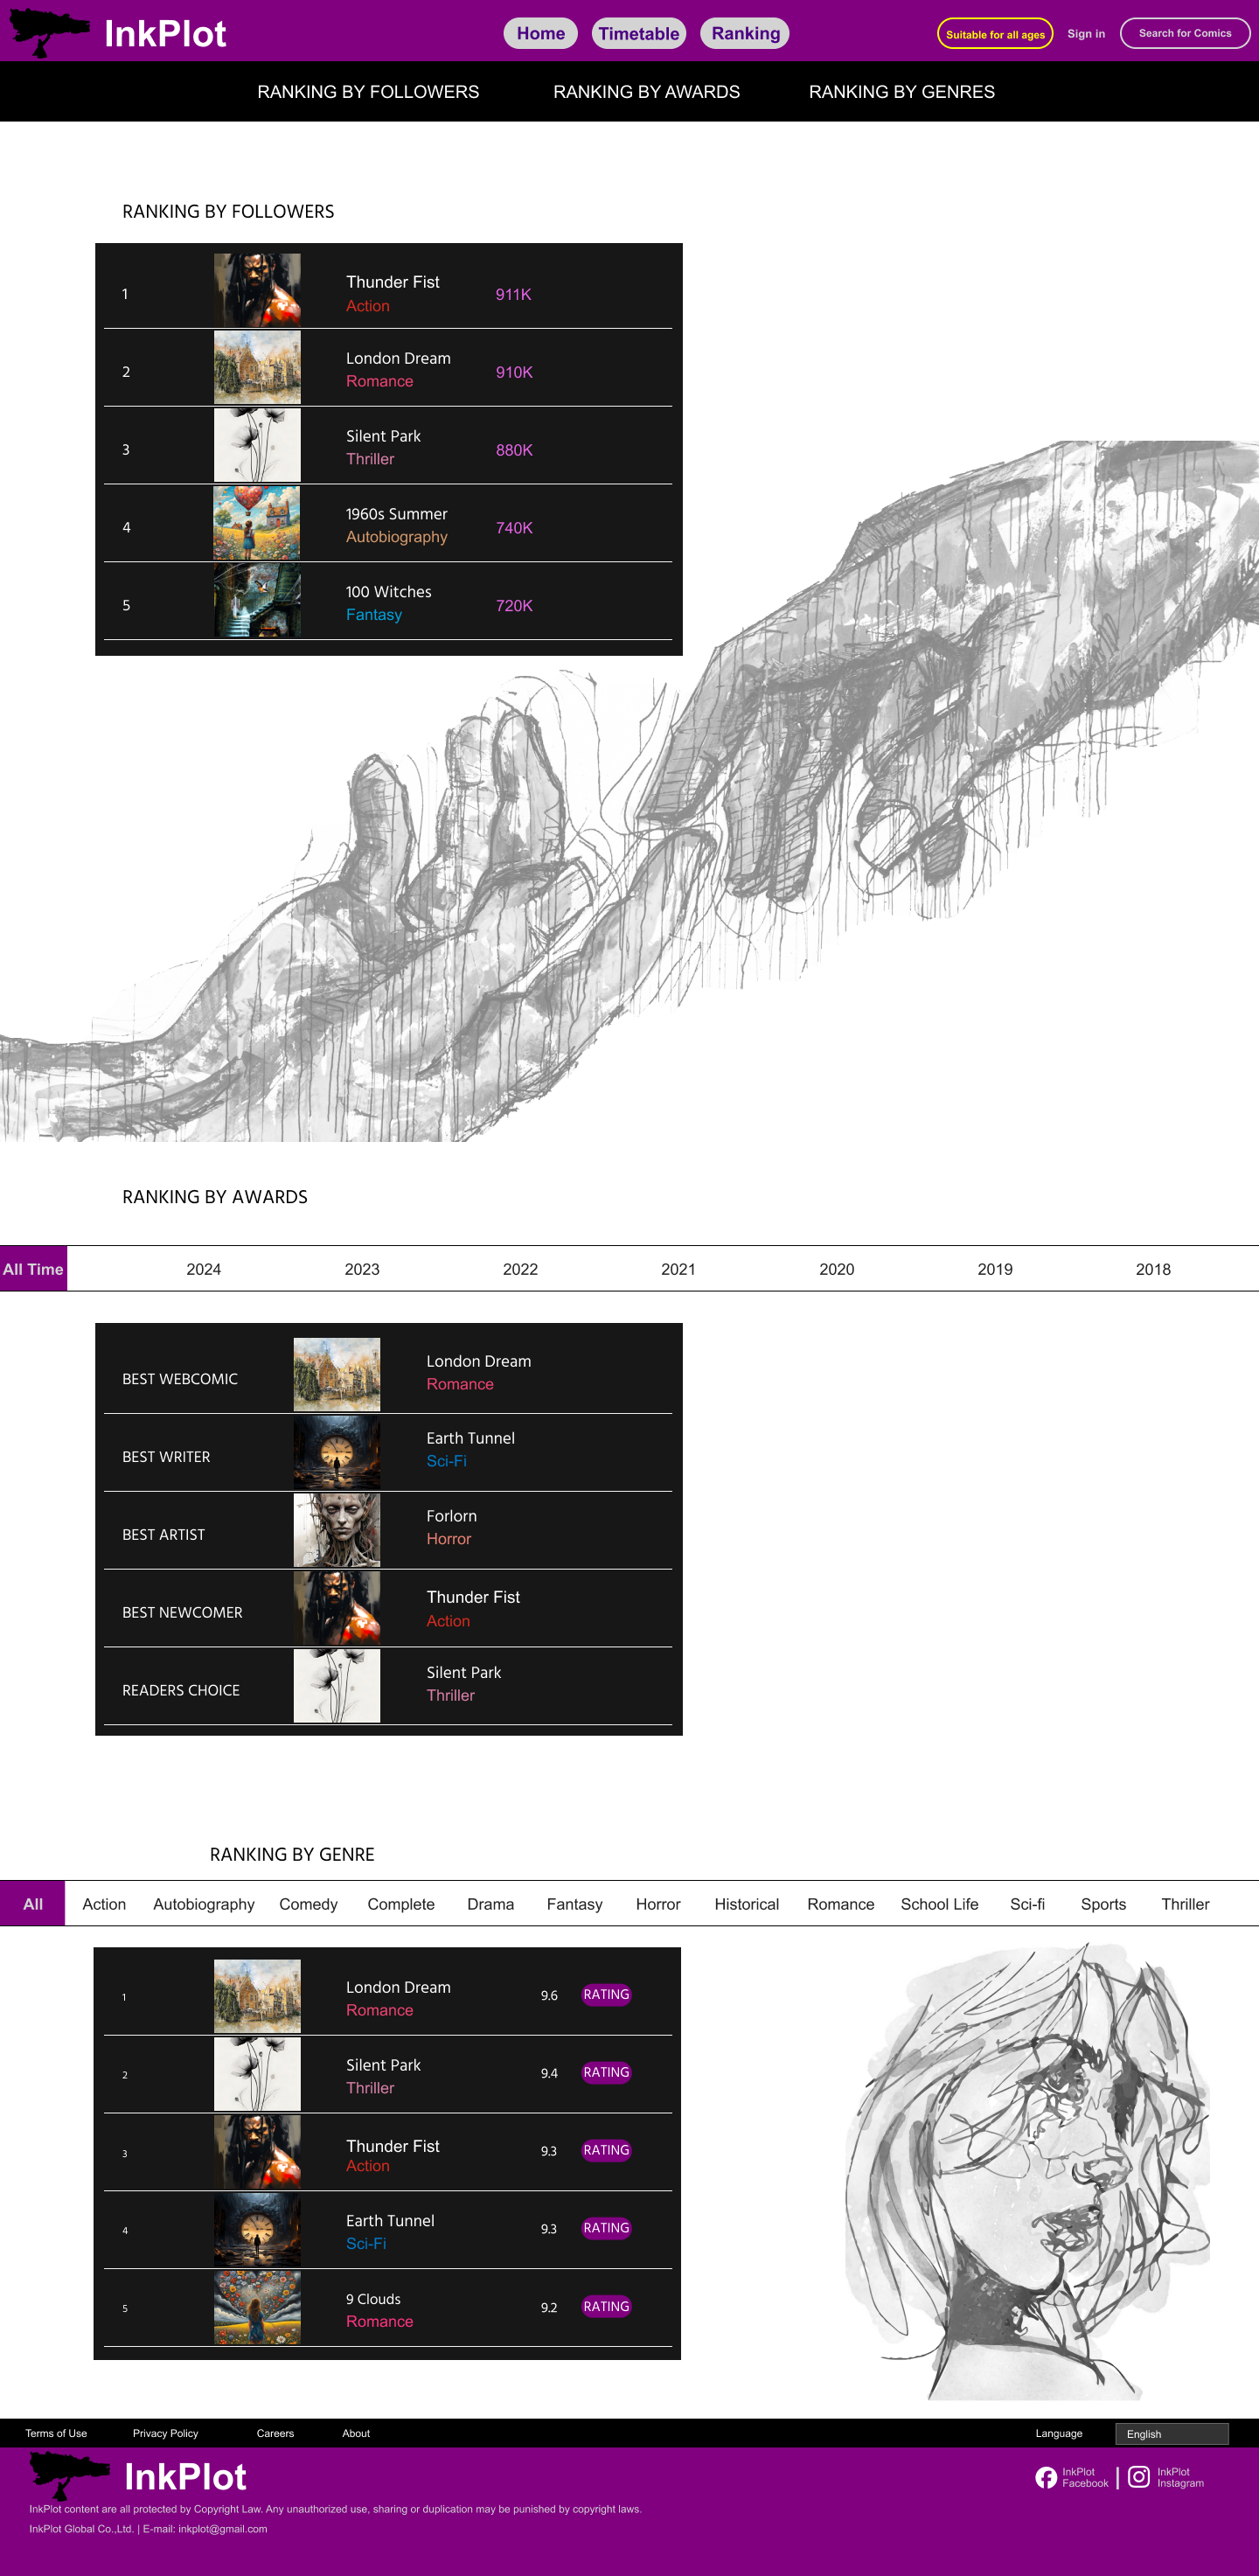 InkPlot
Home
Timetable
Ranking
Suitable for all ages
Sign in
Search for Comics
RANKING BY FOLLOWERS
RANKING BY AWARDS
RANKING BY GENRES
RANKING BY FOLLOWERS
1
Thunder Fist
Action
911K
2
London Dream
Romance
910K
3
Silent Park
Thriller
880K
4
1960s Summer
Autobiography
740K
5
100 Witches
Fantasy
720K
RANKING BY AWARDS
All Time
2024
2023
2022
2021
2020
2019
2018
BEST WEBCOMIC
London Dream
Romance
BEST WRITER
Earth Tunnel
Sci-Fi
BEST ARTIST
Forlorn
Horror
BEST NEWCOMER
Thunder Fist
Action
READERS CHOICE
Silent Park
Thriller
RANKING BY GENRE
All
Action
Autobiography
Comedy
Complete
Drama
Fantasy
Horror
Historical
Romance
School Life
Sci-fi
Sports
Thriller
1
London Dream
Romance
9.6
RATING
2
Silent Park
Thriller
9.4
RATING
3
Thunder Fist
Action
9.3
RATING
4
Earth Tunnel
Sci-Fi
9.3
RATING
5
9 Clouds
Romance
9.2
RATING
Terms of Use
Privacy Policy
Careers
About
Language
English
InkPlot
InkPlot
Facebook
InkPlot
Instagram
InkPlot content are all protected by Copyright Law. Any unauthorized use, sharing or duplication may be punished by copyright laws.
InkPlot Global Co.,Ltd. | E-mail: inkplot@gmail.com